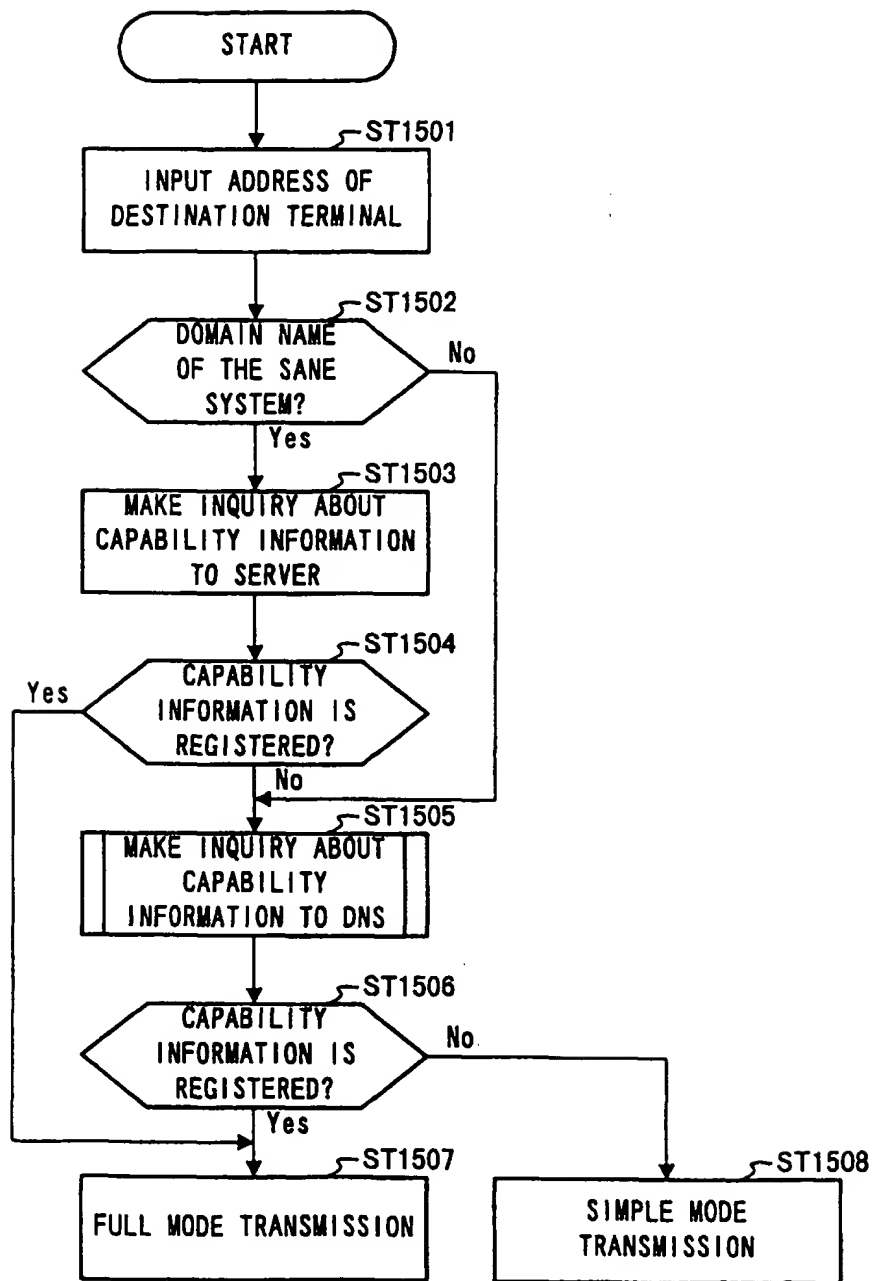 START
ST1501
INPUT ADDRESS OF
DESTINATION TERMINAL
ST1502
DOMAIN NAME
OF THE SANE
SYSTEM?
No
Yes
ST1503
MAKE INQUIRY ABOUT
CAPABILITY INFORMATION
TO SERVER
ST1504
CAPABILITY
INFORMATION IS
REGISTERED?
Yes
No
ST1505
MAKE INQUIRY ABOUT
CAPABILITY
INFORMATION TO DNS
ST1506
CAPABILITY
INFORMATION IS
REGISTERED?
No
Yes
ST1507
FULL MODE TRANSMISSION
ST1508
SIMPLE MODE
TRANSMISSION